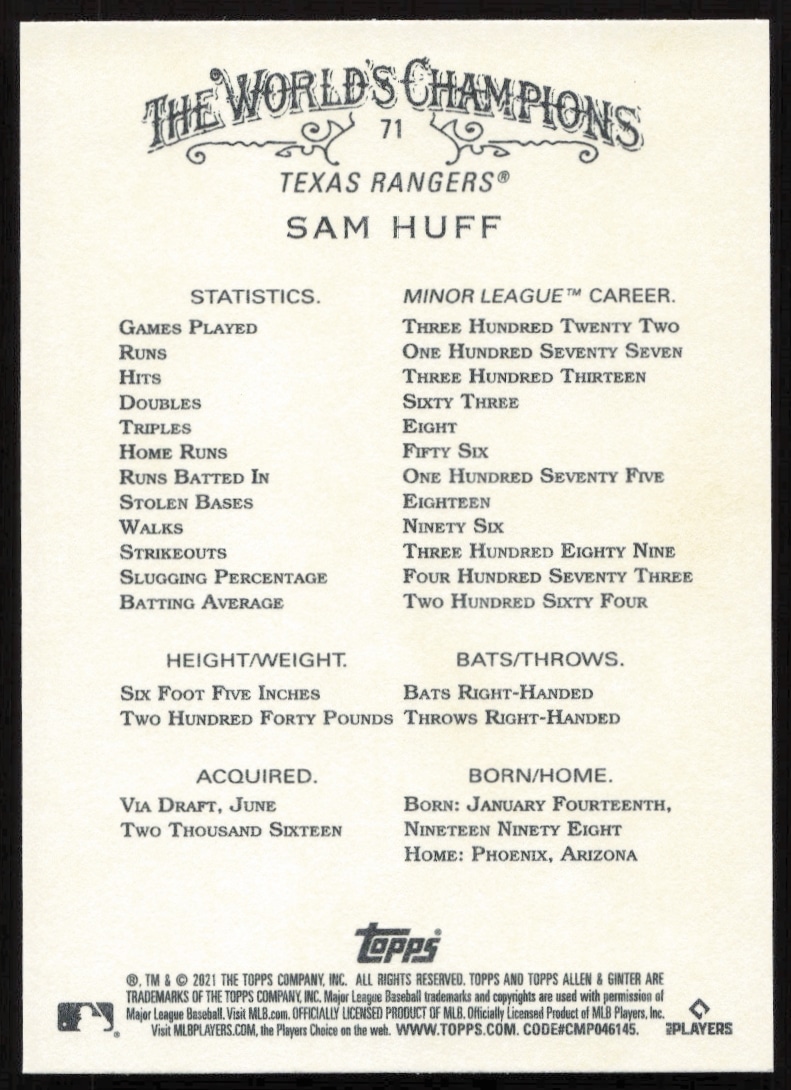 THE WORLD'S CHAMPIONS
71
TEXAS RANGERS®
SAM HUFF
STATISTICS. MINOR LEAGUE™ CAREER.
GAMES PLAYED THREE HUNDRED TWENTY TWO
RUNS ONE HUNDRED SEVENTY SEVEN
HITS THREE HUNDRED THIRTEEN
DOUBLES SIXTY THREE
TRIPLES EIGHT
HOME RUNS FIFTY SIX
RUNS BATTED IN ONE HUNDRED SEVENTY FIVE
STOLEN BASES EIGHTEEN
WALKS NINETY SIX
STRIKEOUTS THREE HUNDRED EIGHTY NINE
SLUGGING PERCENTAGE FOUR HUNDRED SEVENTY THREE
BATTING AVERAGE TWO HUNDRED SIXTY FOUR
HEIGHT/WEIGHT. BATS/THROWS.
SIX FOOT FIVE INCHES BATS RIGHT-HANDED
TWO HUNDRED FORTY POUNDS THROWS RIGHT-HANDED
ACQUIRED. BORN/HOME.
VIA DRAFT, JUNE BORN: JANUARY FOURTEENTH,
TWO THOUSAND SIXTEEN NINETEEN NINETY EIGHT
HOME: PHOENIX, ARIZONA
Topps®
®, TM & © 2021 THE TOPPS COMPANY, INC. ALL RIGHTS RESERVED. TOPPS AND TOPPS ALLEN & GINTER ARE
TRADEMARKS OF THE TOPPS COMPANY, INC. Major League Baseball trademarks and copyrights are used with permission of
Major League Baseball. Visit MLB.com. OFFICIALLY LICENSED PRODUCT OF MLB. Officially Licensed Product of MLB Players, Inc.
Visit MLBPLAYERS.COM, the Players Choice on the web. WWW.TOPPS.COM. CODE#CMP046145.
PLAYERS